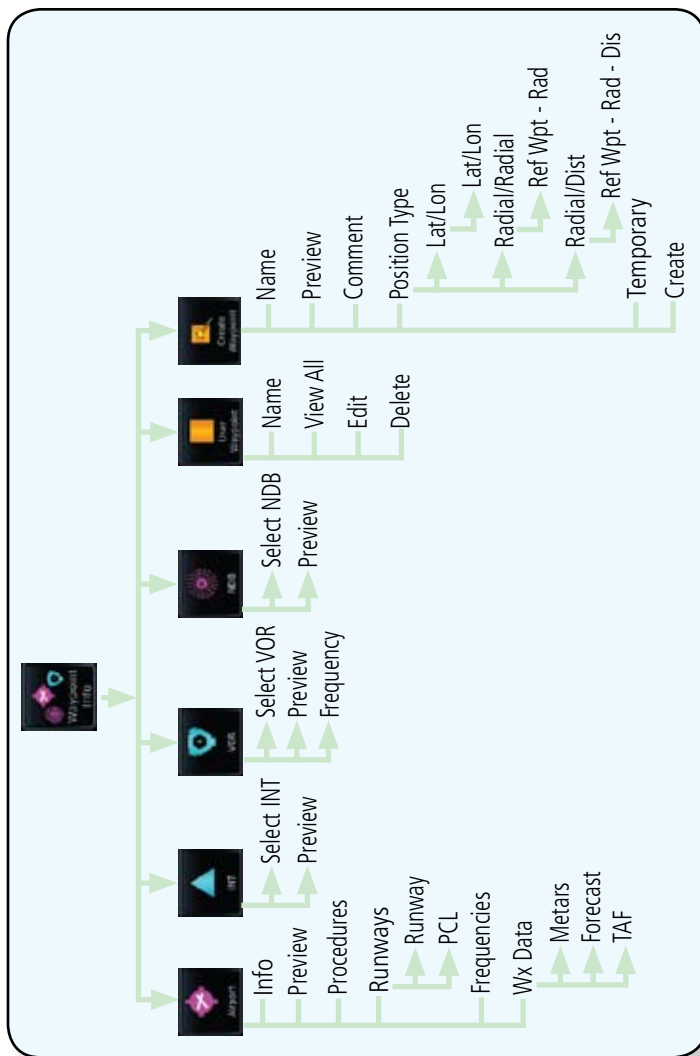 Waypoint
Info
Airport
Info
Preview
Procedures
Runways
Runway
PCL
Frequencies
Wx Data
Metars
Forecast
TAF
INT
Select INT
Preview
VOR
Select VOR
Preview
Frequency
NDB
Select NDB
Preview
User
Waypoint
Name
View All
Edit
Delete
Create
Waypoint
Name
Preview
Comment
Position Type
Lat/Lon
Lat/Lon
Radial/Radial
Ref Wpt - Rad
Radial/Dist
Ref Wpt - Rad - Dis
Temporary
Create